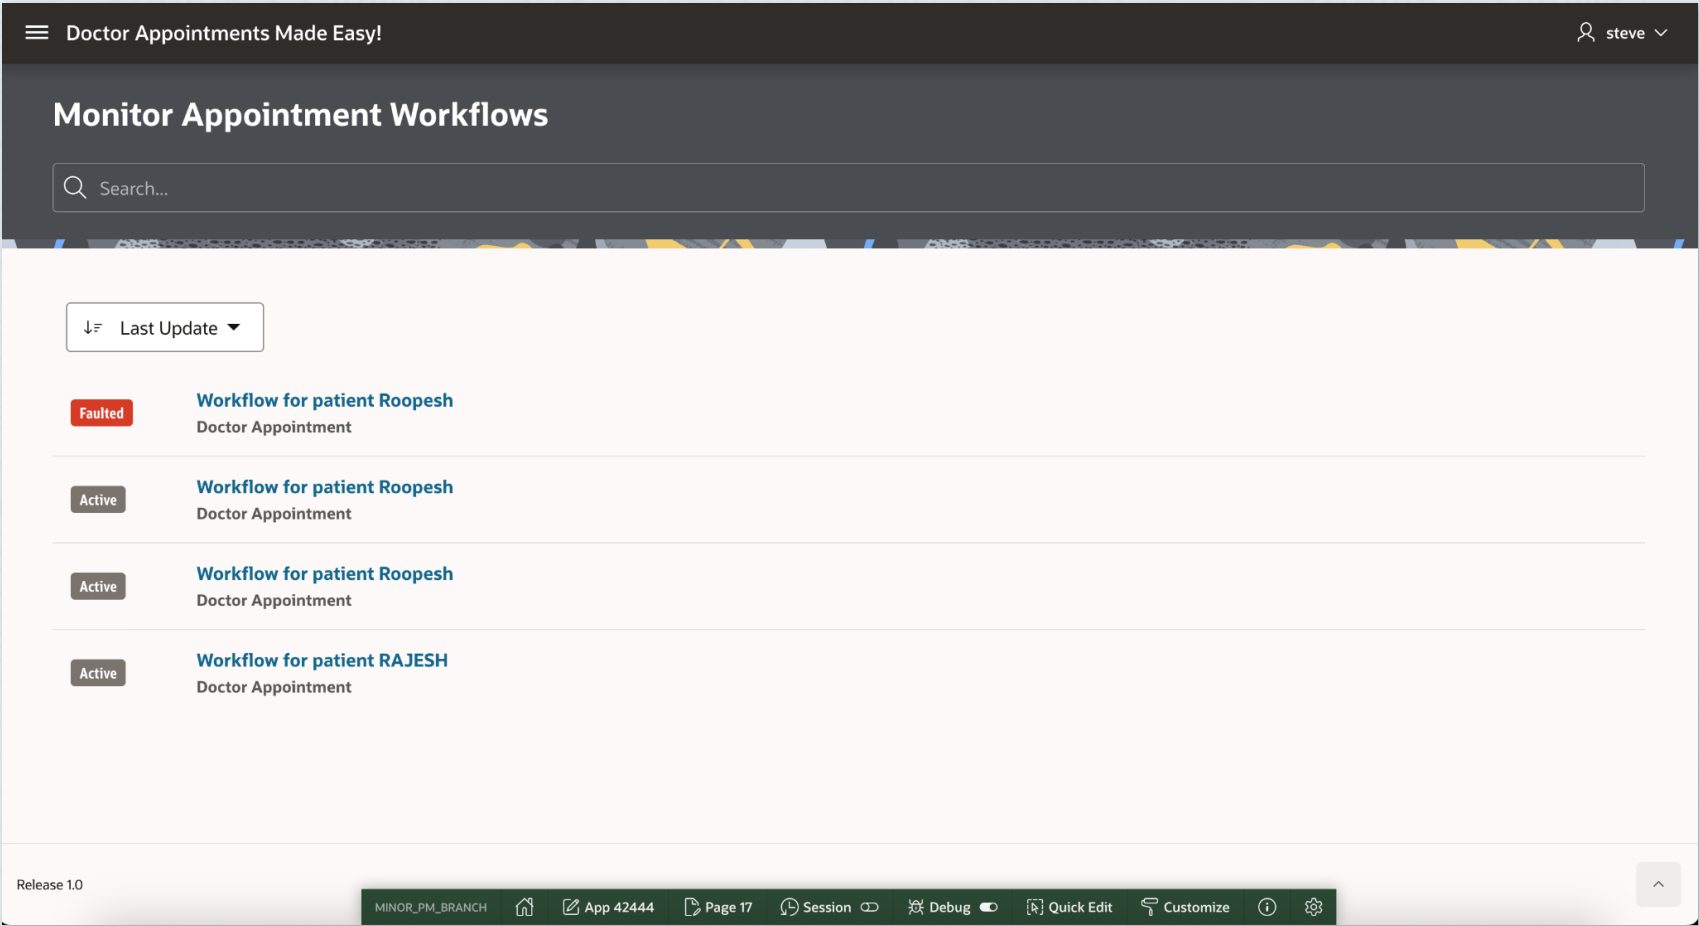 Doctor Appointments Made Easy!
steve
Monitor Appointment Workflows
Search...
Last Update
Faulted
Workflow for patient Roopesh
Doctor Appointment
Active
Workflow for patient Roopesh
Doctor Appointment
Active
Workflow for patient Roopesh
Doctor Appointment
Active
Workflow for patient RAJESH
Doctor Appointment
Release 1.0
MINOR_PM_BRANCH App 42444 Page 17 Session Debug Quick Edit Customize